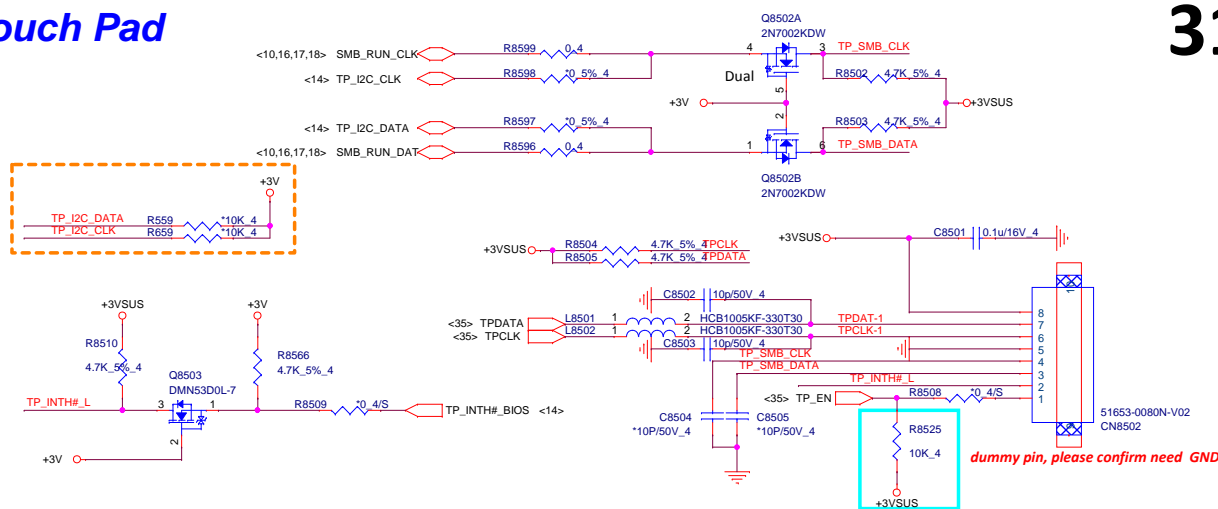 ouch Pad
31
Q8502A
2N7002KDW
<10,16,17,18> SMB_RUN_CLK R8599 0_4 4 3 TP_SMB_CLK
<14> TP_I2C_CLK R8598 *0_5%_4 Dual R8502 4.7K_5%_4
5
+3V +3VSUS
2
<14> TP_I2C_DATA R8597 *0_5%_4 R8503 4.7K_5%_4
<10,16,17,18> SMB_RUN_DAT R8596 0_4 1 6 TP_SMB_DATA
Q8502B
2N7002KDW
+3V
TP_I2C_DATA R559 *10K_4
TP_I2C_CLK R659 *10K_4
+3VSUS R8504 4.7K_5%_4 TPCLK
R8505 4.7K_5%_4 TPDATA
+3VSUS C8501 0.1u/16V_4
C8502 10p/50V_4
<35> TPDATA L8501 1 2 HCB1005KF-330T30 TPDAT-1
<35> TPCLK L8502 1 2 HCB1005KF-330T30 TPCLK-1
C8503 10p/50V_4
TP_SMB_CLK
TP_SMB_DATA
TP_INTH#_L
<35> TP_EN R8508 *0_4/S
8
7
6
5
4
3
2
1
51653-0080N-V02
CN8502
C8504 C8505
*10P/50V_4 *10P/50V_4
R8525
10K_4
+3VSUS
dummy pin, please confirm need GND
+3VSUS +3V
R8510
4.7K_5%_4
R8566
4.7K_5%_4
Q8503
DMN53D0L-7
TP_INTH#_L 3 1 R8509 *0_4/S TP_INTH#_BIOS <14>
2
+3V